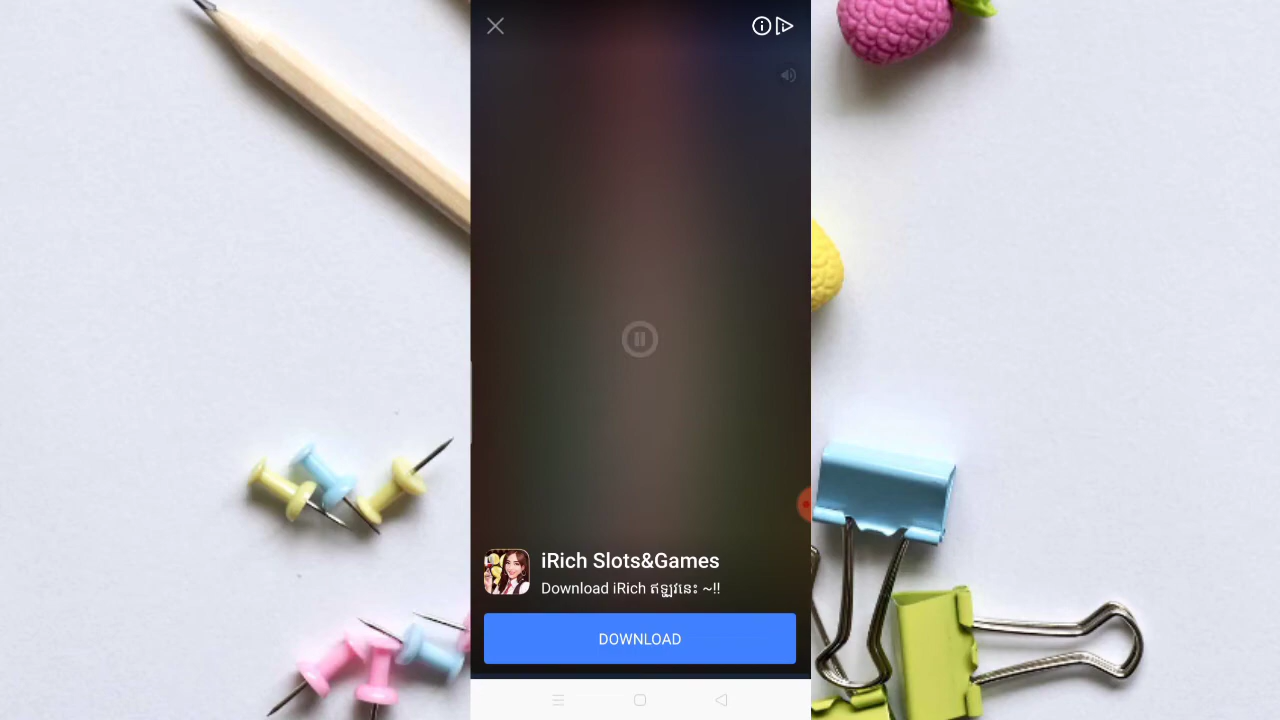 iRich Slots&Games
Download iRich ឥឡូវនេះ ~!!
DOWNLOAD